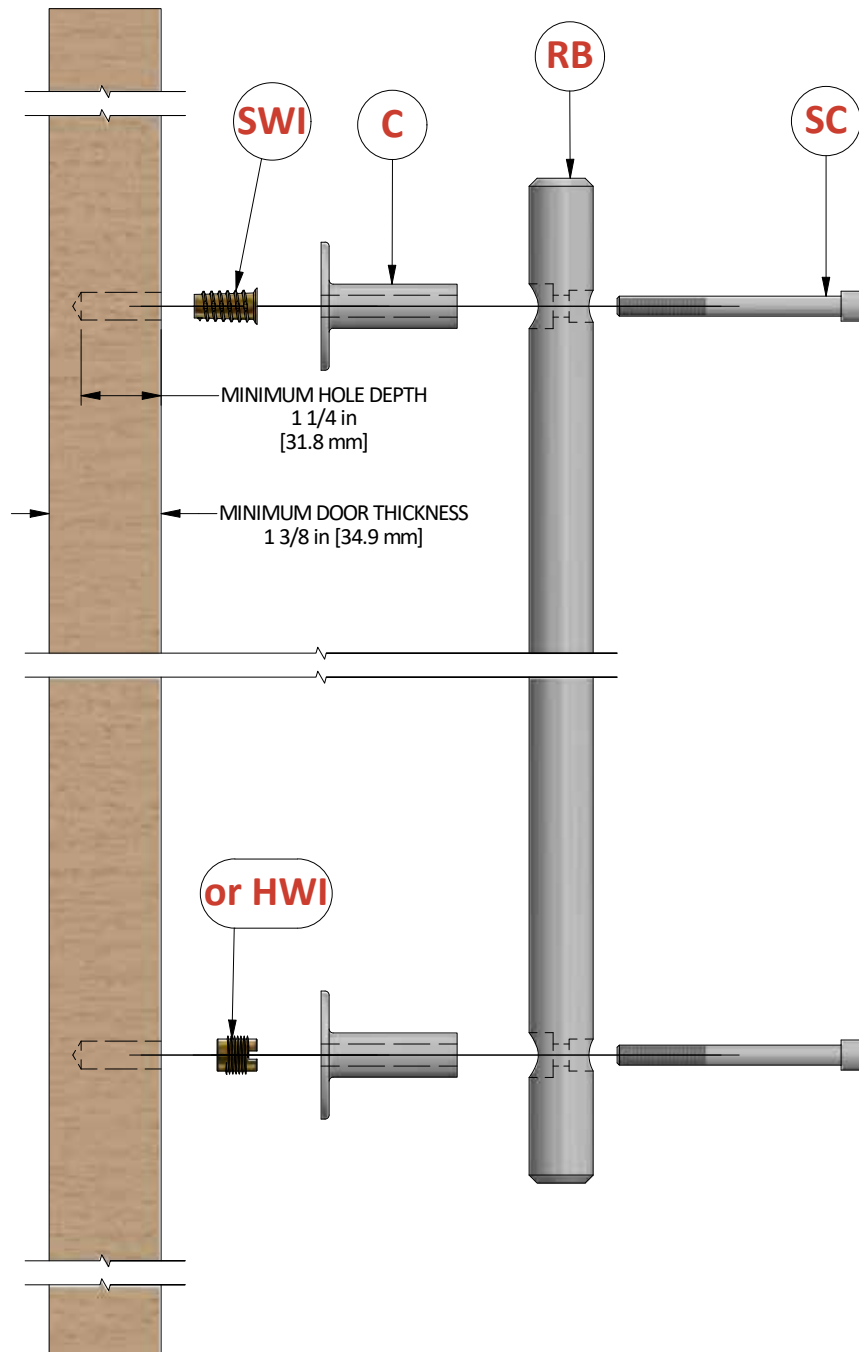 RB
SWI
C
SC
MINIMUM HOLE DEPTH
1 1/4 in
[31.8 mm]
MINIMUM DOOR THICKNESS
1 3/8 in [34.9 mm]
or HWI